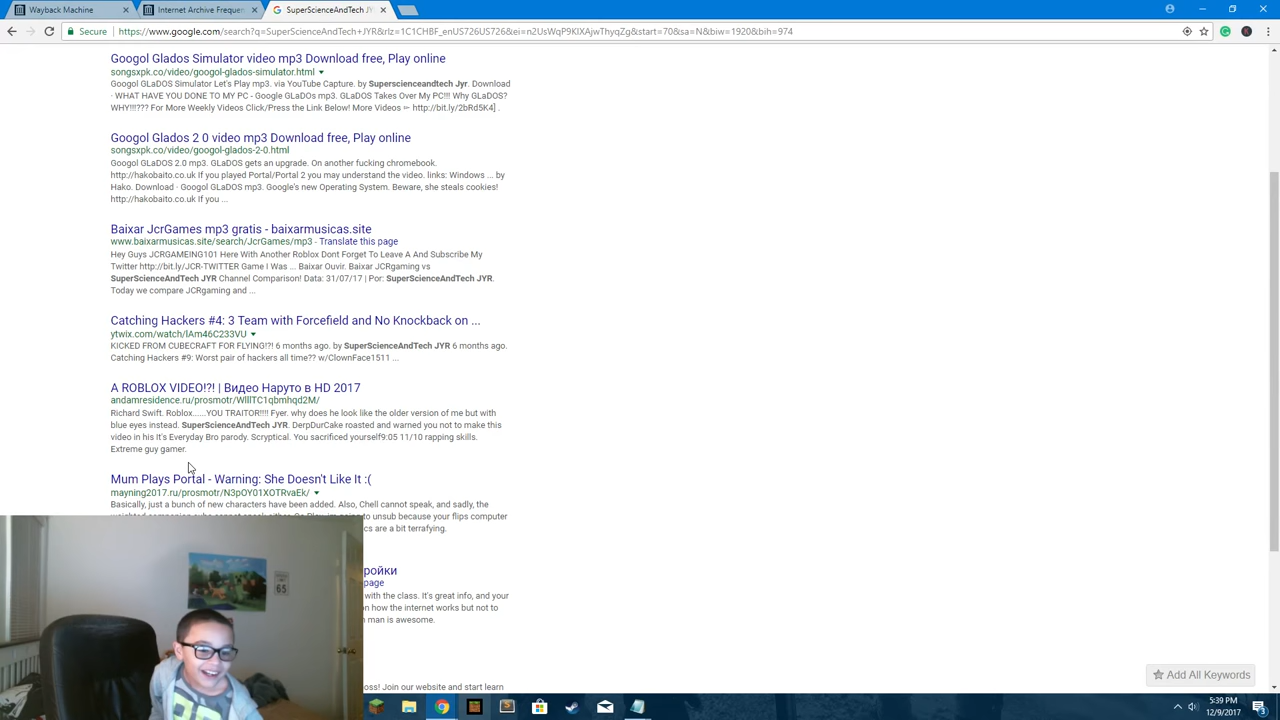 Wayback Machine
Internet Archive Frequen
SuperScienceAndTech JY
Secure
https://www.google.com/search?q=SuperScienceAndTech+JYR&rlz=1C1CHBF_enUS726US726&ei=n2UsWqP9KIXAjwThyqZg&start=70&sa=N&biw=1920&bih=974
Googol Glados Simulator video mp3 Download free, Play online
songsxpk.co/video/googol-glados-simulator.html
Googol GLaDOS Simulator Let's Play mp3. via YouTube Capture. by Superscienceandtech Jyr. Download
· WHAT HAVE YOU DONE TO MY PC - Google GLaDOs mp3. GLaDOS Takes Over My PC!!! Why GLaDOS?
WHY!!!??? For More Weekly Videos Click/Press the Link Below! More Videos ✂ http://bit.ly/2bRd5K4] .
Googol Glados 2 0 video mp3 Download free, Play online
songsxpk.co/video/googol-glados-2-0.html
Googol GLaDOS 2.0 mp3. GLaDOS gets an upgrade. On another fucking chromebook.
http://hakobaito.co.uk If you played Portal/Portal 2 you may understand the video. links: Windows ... by
Hako. Download · Googol GLaDOS mp3. Google's new Operating System. Beware, she steals cookies!
http://hakobaito.co.uk If you ...
Baixar JcrGames mp3 gratis - baixarmusicas.site
www.baixarmusicas.site/search/JcrGames/mp3 - Translate this page
Hey Guys JCRGAMEING101 Here With Another Roblox Dont Forget To Leave A And Subscribe My
Twitter http://bit.ly/JCR-TWITTER Game I Was ... Baixar Ouvir. Baixar JCRgaming vs
SuperScienceAndTech JYR Channel Comparison! Data: 31/07/17 | Por: SuperScienceAndTech JYR.
Today we compare JCRgaming and ...
Catching Hackers #4: 3 Team with Forcefield and No Knockback on ...
ytwix.com/watch/lAm46C233VU
KICKED FROM CUBECRAFT FOR FLYING!?! 6 months ago. by SuperScienceAndTech JYR 6 months ago.
Catching Hackers #9: Worst pair of hackers all time?? w/ClownFace1511 ...
A ROBLOX VIDEO!?! | Видео Наруто в HD 2017
andamresidence.ru/prosmotr/WlllTC1qbmhqd2M/
Richard Swift. Roblox......YOU TRAITOR!!!! Fyer. why does he look like the older version of me but with
blue eyes instead. SuperScienceAndTech JYR. DerpDurCake roasted and warned you not to make this
video in his It's Everyday Bro parody. Scryptical. You sacrificed yourself9:05 11/10 rapping skills.
Extreme guy gamer.
Mum Plays Portal - Warning: She Doesn't Like It :(
mayning2017.ru/prosmotr/N3pOY01XOTRvaEk/
Basically, just a bunch of new characters have been added. Also, Chell cannot speak, and sadly, the
to unsub because your flips computer
cs are a bit terrafying.
ройки
page
with the class. It's great info, and your
on how the internet works but not to
man is awesome.
65
oss! Join our website and start learn
Add All Keywords
5:39 PM
12/9/2017
3